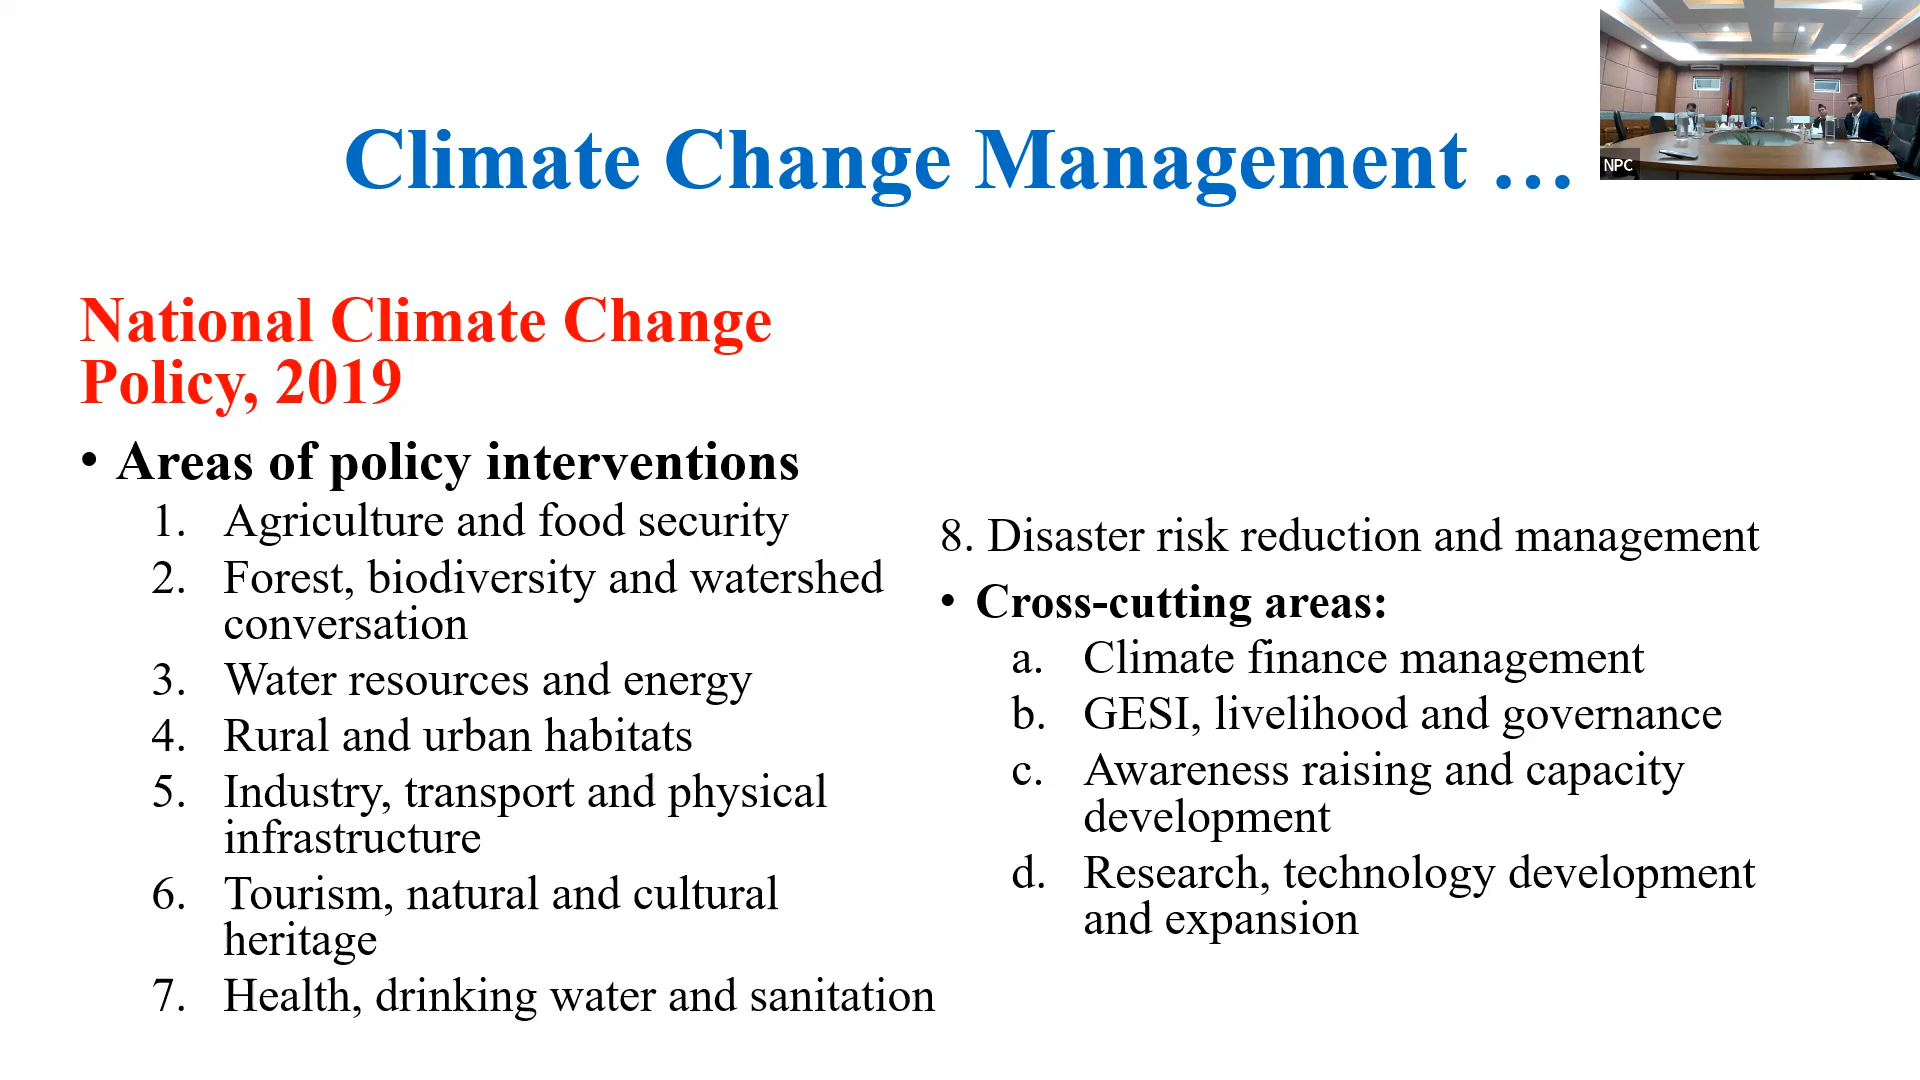 Climate Change Management …
NPC
National Climate Change
Policy, 2019
• Areas of policy interventions
1. Agriculture and food security
2. Forest, biodiversity and watershed
conversation
3. Water resources and energy
4. Rural and urban habitats
5. Industry, transport and physical
infrastructure
6. Tourism, natural and cultural
heritage
7. Health, drinking water and sanitation
8. Disaster risk reduction and management
• Cross-cutting areas:
a. Climate finance management
b. GESI, livelihood and governance
c. Awareness raising and capacity
development
d. Research, technology development
and expansion